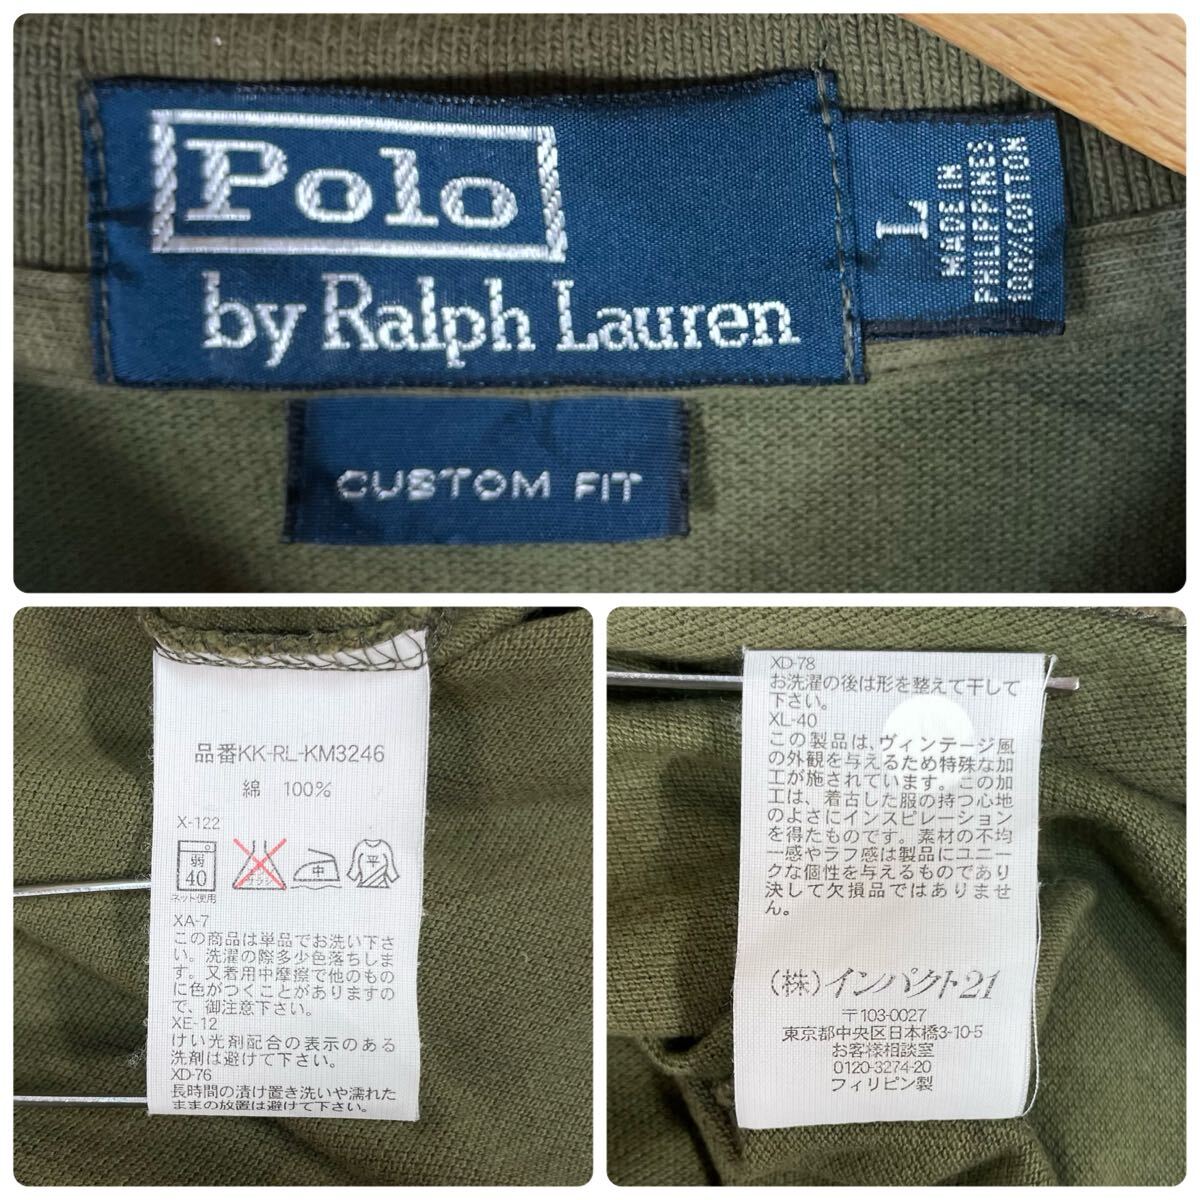 Polo
by Ralph Lauren
L
MADE IN
PHILIPPINES
100%COTTON
CUSTOM FIT
品番KK-RL-KM3246
綿 100%
X-122
弱
40
ネット使用
中
平
XA-7
この商品は単品でお洗い下さ
い。洗濯の際多少色落ちしま
す。又着用中摩擦で他のもの
に色がつくことがありますの
で、御注意下さい。
XE-12
けい光剤配合の表示のある
洗剤は避けて下さい。
XD-76
長時間の漬け置き洗いや濡れた
ままの放置は避けて下さい。
XD-78
お洗濯の後は形を整えて干して
下さい。
XL-40
この製品は、ヴィンテージ風
の外観を与えるため特殊な加
工が施されています。この加
工は、着古した服の持つ心地
のよさにインスピレーション
を得たものです。素材の不均
一感やラフ感は製品にユニー
クな個性を与えるものであり
決して欠損品ではありませ
ん。
(株)インパクト21
〒103-0027
東京都中央区日本橋3-10-5
お客様相談室
0120-3274-20
フィリピン製